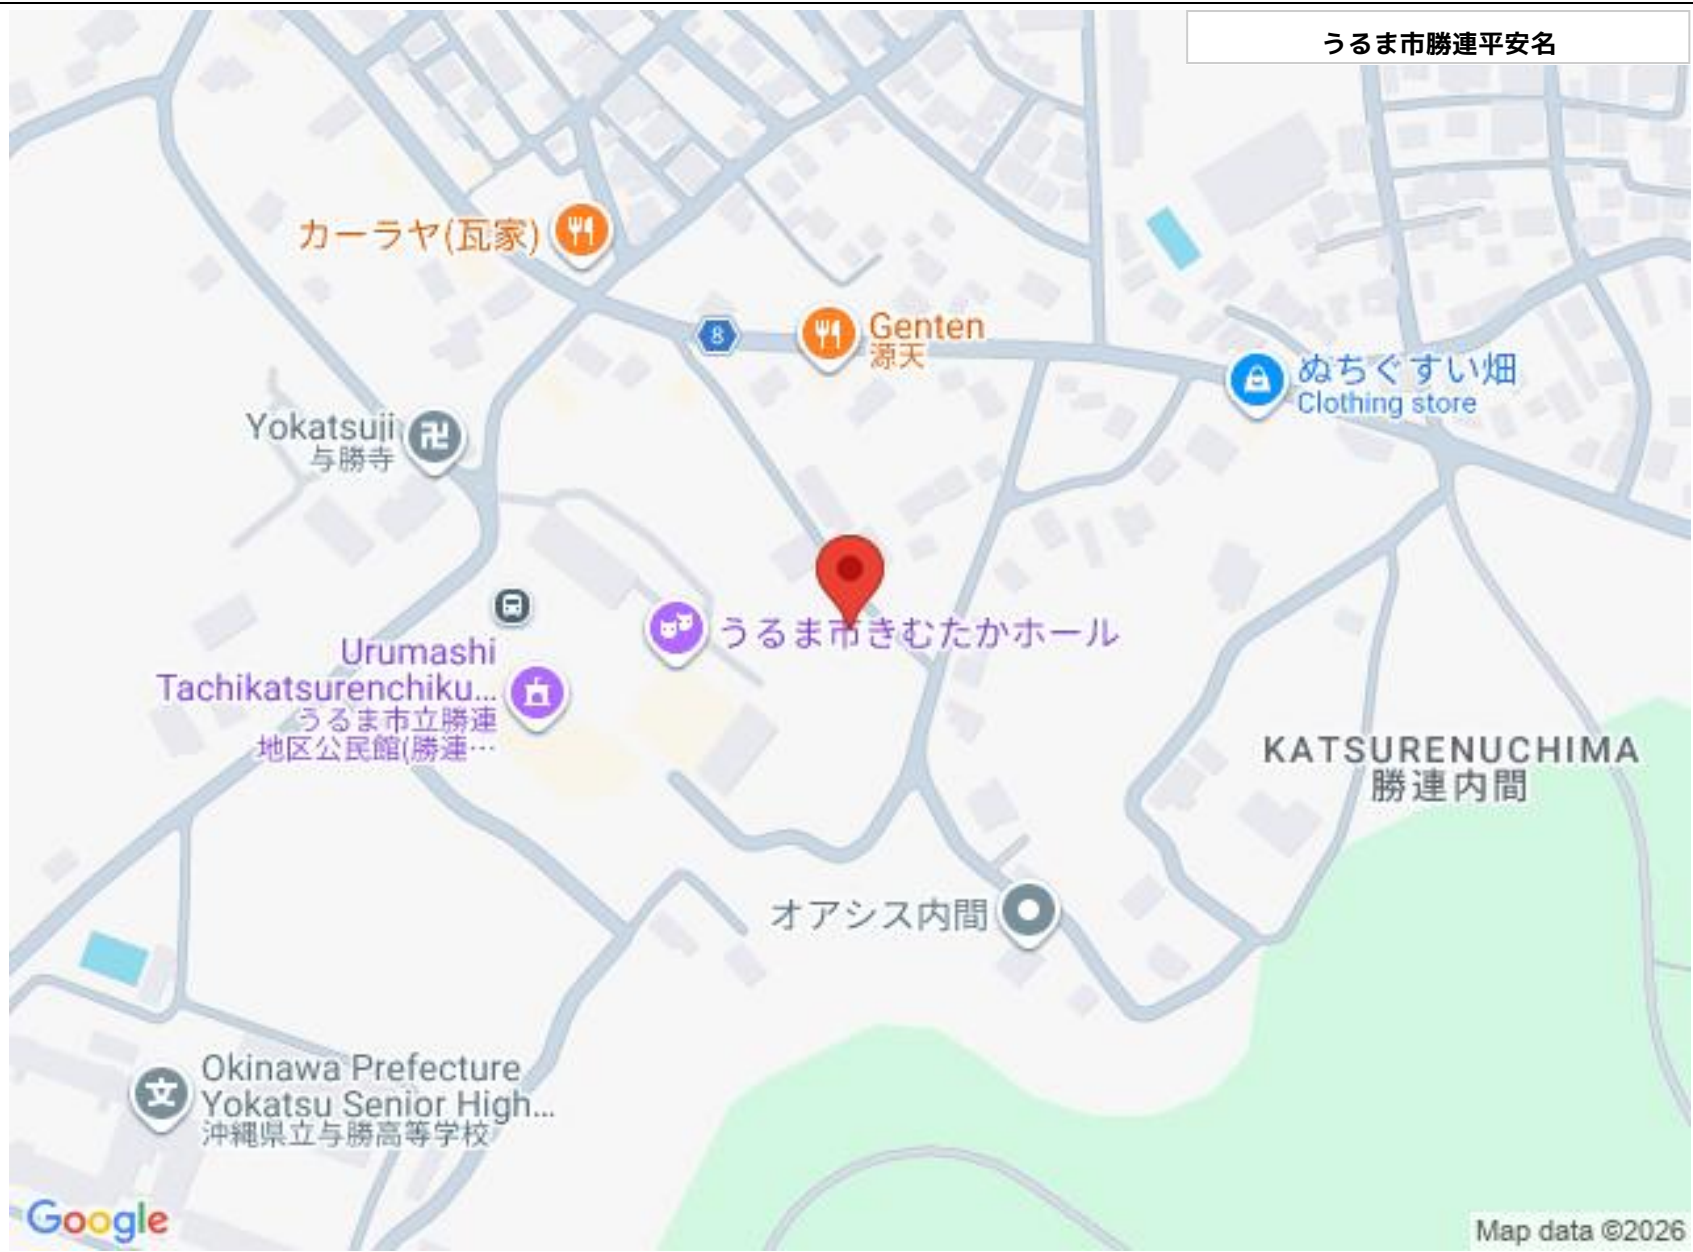 うるま市勝連平安名
カーラヤ(瓦家)
8
Genten
源天
ぬちぐすい畑
Clothing store
Yokatsuji
与勝寺
卍
うるま市きむたかホール
Urumashi
Tachikatsurenchiku...
うるま市立勝連
地区公民館(勝連…
KATSURENUCHIMA
勝連内間
オアシス内間
文
Okinawa Prefecture
Yokatsu Senior High...
沖縄県立与勝高等学校
Google
Map data ©2026